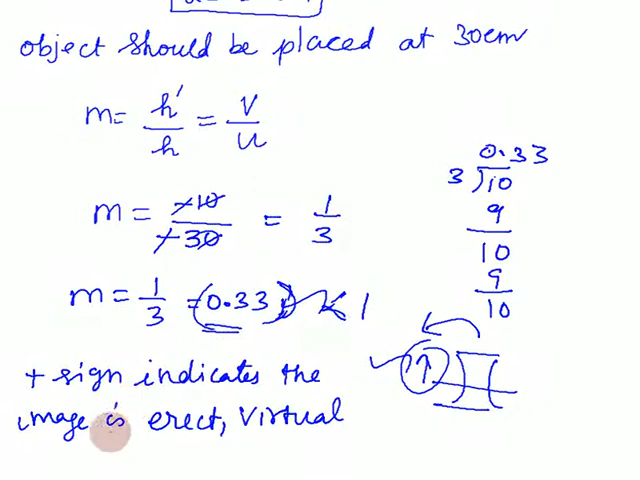 object should be placed at 30cm
m = h'/h = V/u
m = -10/-30 = 1/3
m = 1/3 = (0.33) < 1
0.33
3 ) 10
9
10
9
10
+ sign indicates the
image is erect, Virtual